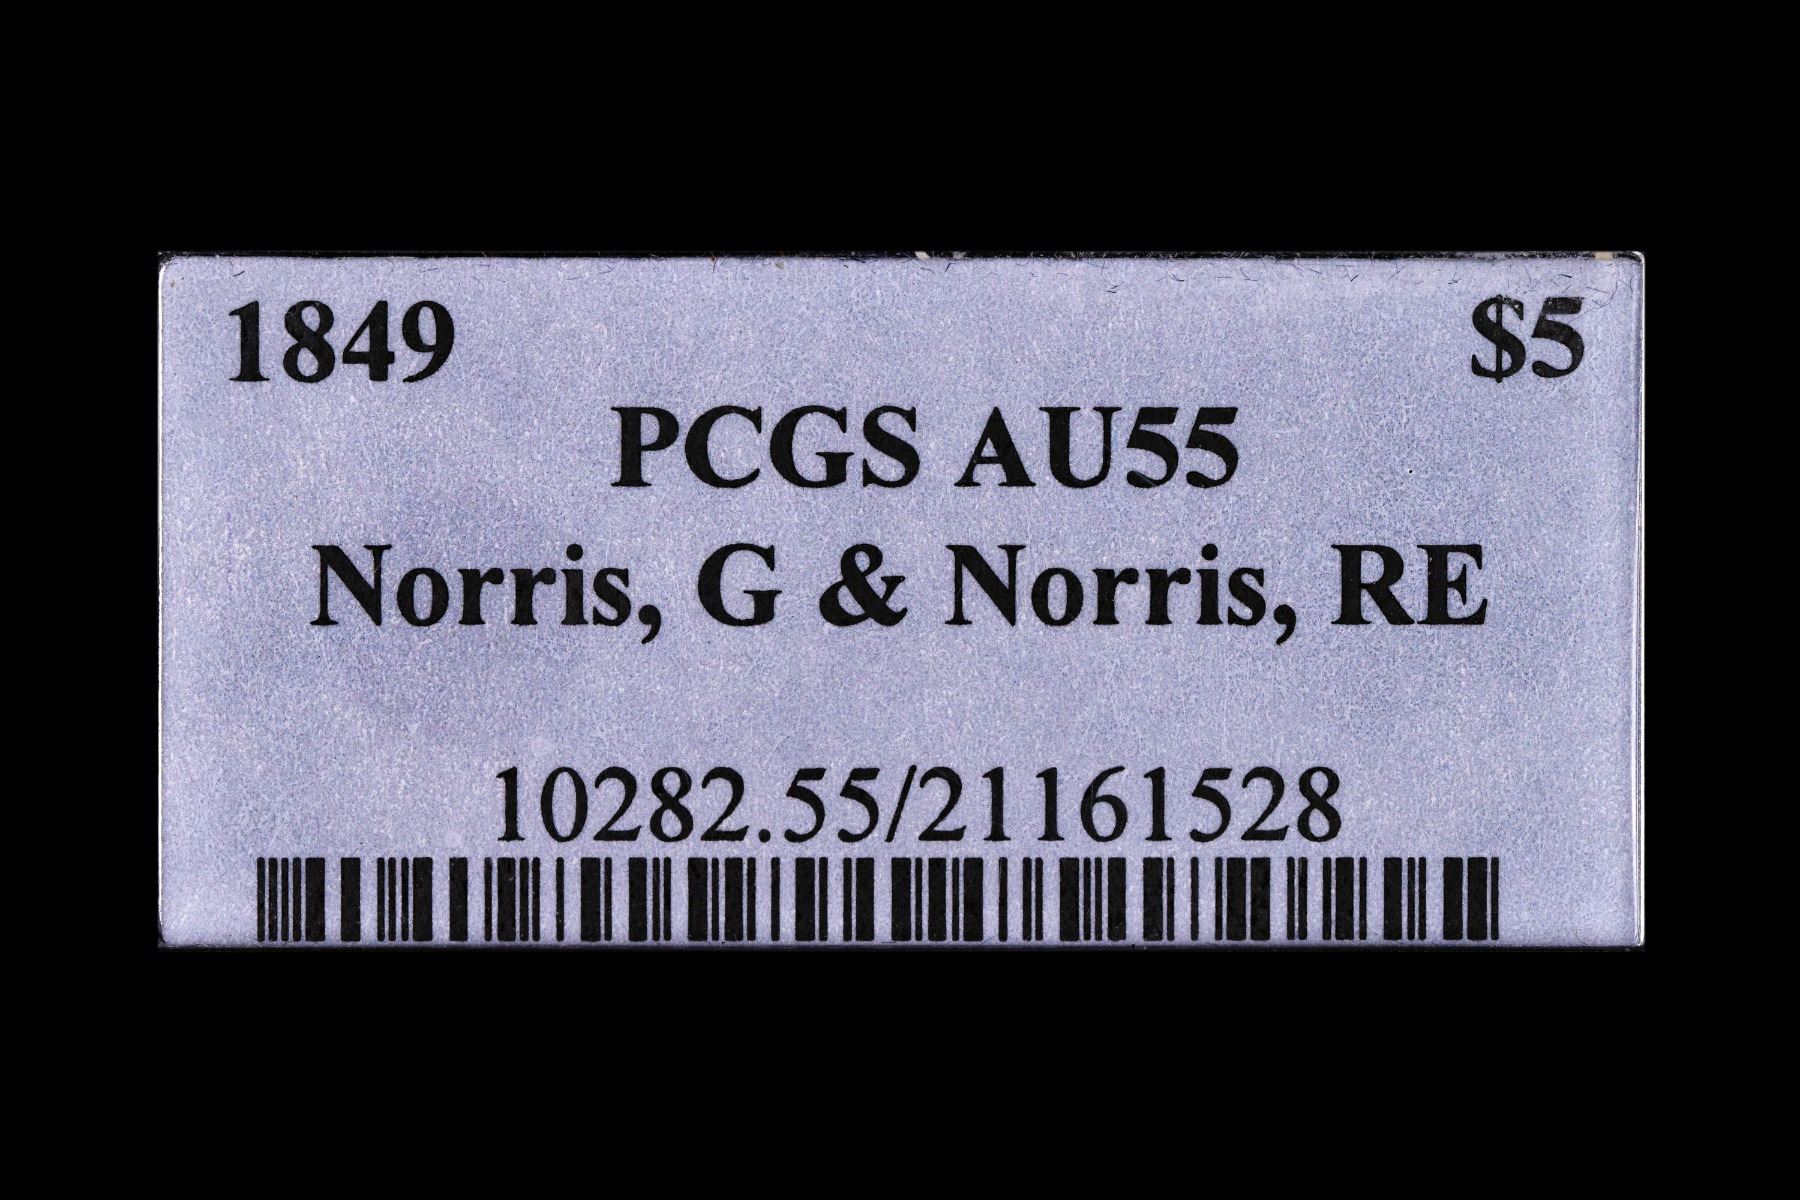 1849 $5
PCGS AU55
Norris, G & Norris, RE
10282.55/21161528